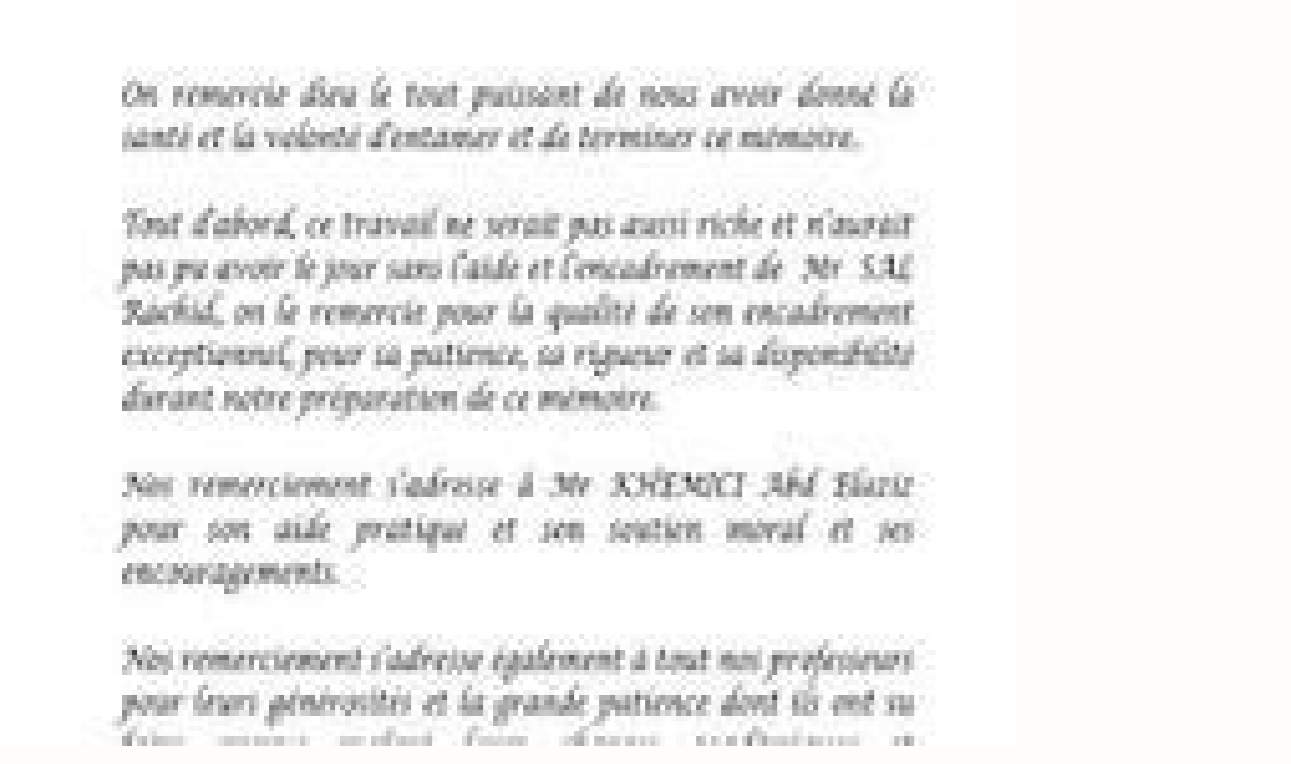 On remercie dieu le tout puissant de nous avoir donné la
santé et la volonté d'entamer et de terminer ce mémoire.
Tout d'abord, ce travail ne serait pas aussi riche et n'aurait
pas pu avoir le jour sans l'aide et l'encadrement de Mr SAL
Rachid, on le remercie pour la qualité de son encadrement
exceptionnel, pour sa patience, sa rigueur et sa disponibilité
durant notre préparation de ce mémoire.
Nos remerciement s'adresse à Mr Abd Elaziz
pour son aide pratique et son soutien moral et ses
encouragements.
Nos remerciement s'adresse également à tout nos professeurs
pour leurs générosités et la grande patience dont ils ont su